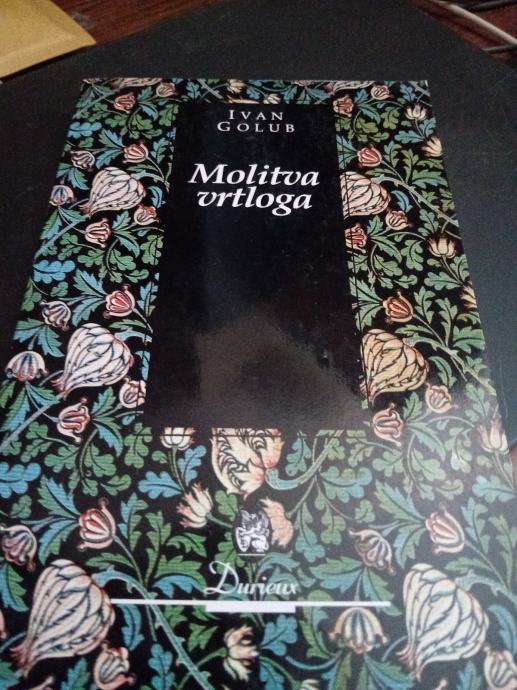 IVAN
GOLUB
Molitva
vrtloga
Durieux